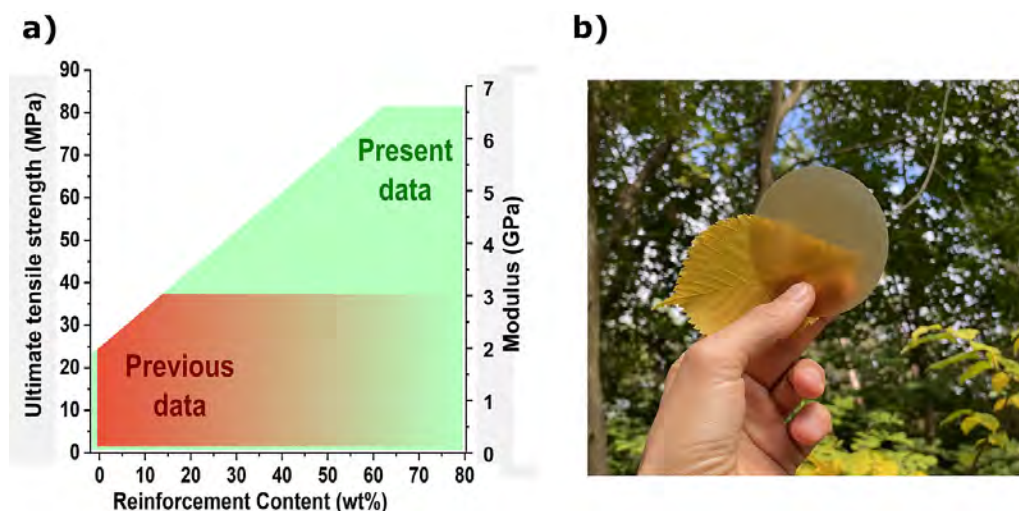 a)
Ultimate tensile strength (MPa)
90
80
70
60
50
40
30
20
10
0
Present
data
Previous
data
7
6
5
4
3
2
1
0
Modulus (GPa)
0 10 20 30 40 50 60 70 80
Reinforcement Content (wt%)
b)